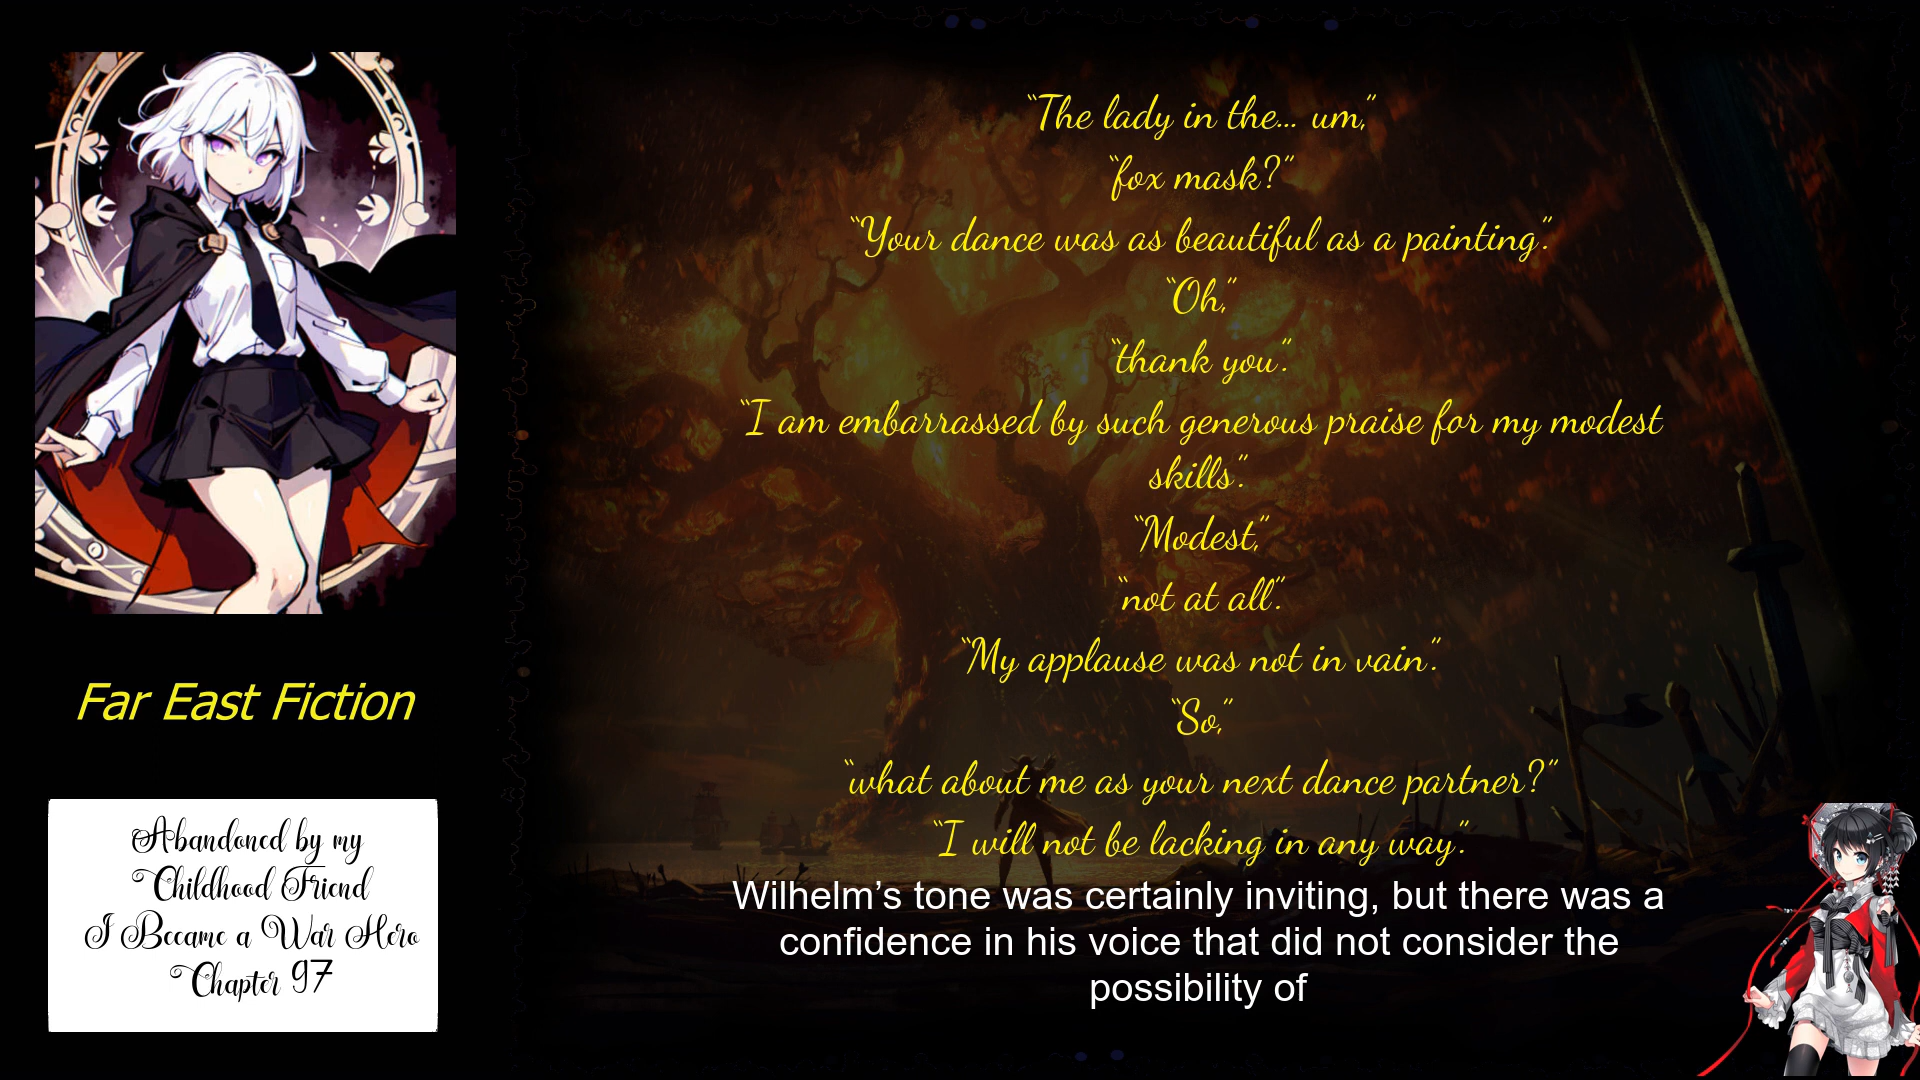 Far East Fiction
Abandoned by my
Childhood Friend
I Became a War Hero
Chapter 97
“The lady in the... um,”
“fox mask?”
“Your dance was as beautiful as a painting”.
“Oh,”
“thank you”.
“I am embarrassed by such generous praise for my modest
skills”.
“Modest,”
“not at all”.
“My applause was not in vain”.
“So,”
“what about me as your next dance partner?”
“I will not be lacking in any way”.
Wilhelm’s tone was certainly inviting, but there was a
confidence in his voice that did not consider the
possibility of